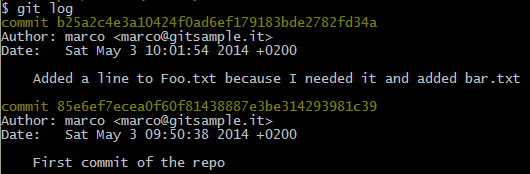 $ git log
commit b25a2c4e3a10424f0ad6ef179183bde2782fd34a
Author: marco <marco@gitsample.it>
Date:   Sat May 3 10:01:54 2014 +0200
    Added a line to Foo.txt because I needed it and added bar.txt
commit 85e6ef7ecea0f60f81438887e3be314293981c39
Author: marco <marco@gitsample.it>
Date:   Sat May 3 09:50:38 2014 +0200
    First commit of the repo